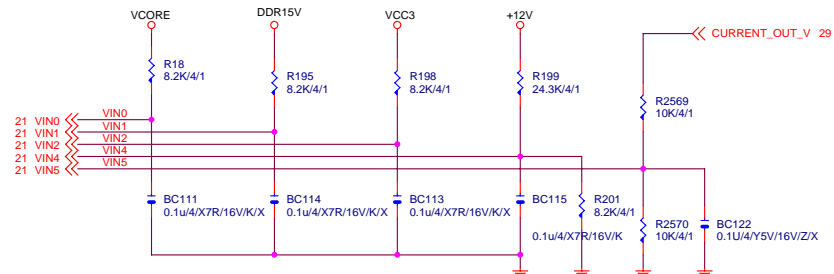 VCORE DDR15V VCC3 +12V
CURRENT_OUT_V 29
R18
8.2K/4/1
R195
8.2K/4/1
R198
8.2K/4/1
R199
24.3K/4/1
R2569
10K/4/1
21 VIN0 VIN0
21 VIN1 VIN1
21 VIN2 VIN2
21 VIN4 VIN4
21 VIN5 VIN5
BC111
0.1u/4/X7R/16V/K/X
BC114
0.1u/4/X7R/16V/K/X
BC113
0.1u/4/X7R/16V/K/X
BC115
0.1u/4/X7R/16V/K
R201
8.2K/4/1
R2570
10K/4/1
BC122
0.1U/4/Y5V/16V/Z/X